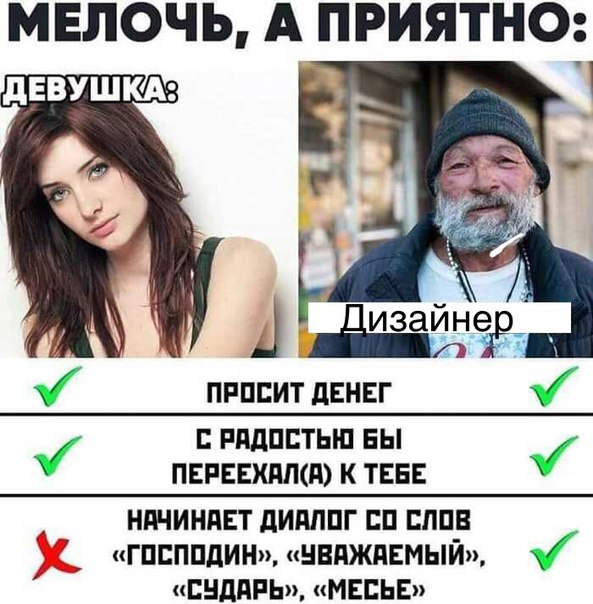 МЕЛОЧЬ, А ПРИЯТНО:
ДЕВУШКА:
Дизайнер
ПРОСИТ ДЕНЕГ
С РАДОСТЬЮ БЫ
ПЕРЕЕХАЛ(А) К ТЕБЕ
НАЧИНАЕТ ДИАЛОГ СО СЛОВ
«ГОСПОДИН», «УВАЖАЕМЫЙ»,
«СУДАРЬ», «МЕСЬЕ»